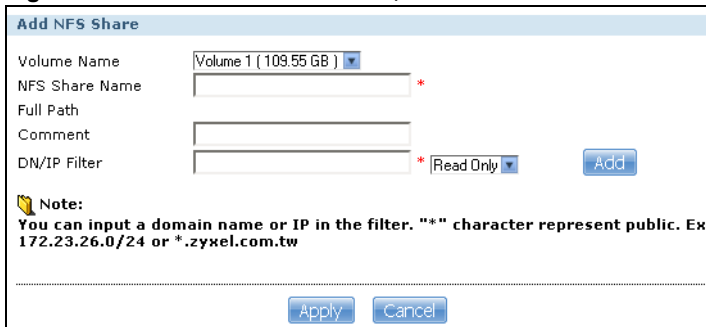 Add NFS Share
Volume Name Volume 1 ( 109.55 GB )
NFS Share Name *
Full Path
Comment
DN/IP Filter * Read Only Add
Note:
You can input a domain name or IP in the filter. "*" character represent public. Ex
172.23.26.0/24 or *.zyxel.com.tw
Apply Cancel